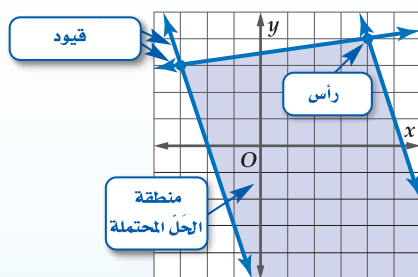 قيود
y
رأس
x
O
منطقة
الحَلّ المحتملة